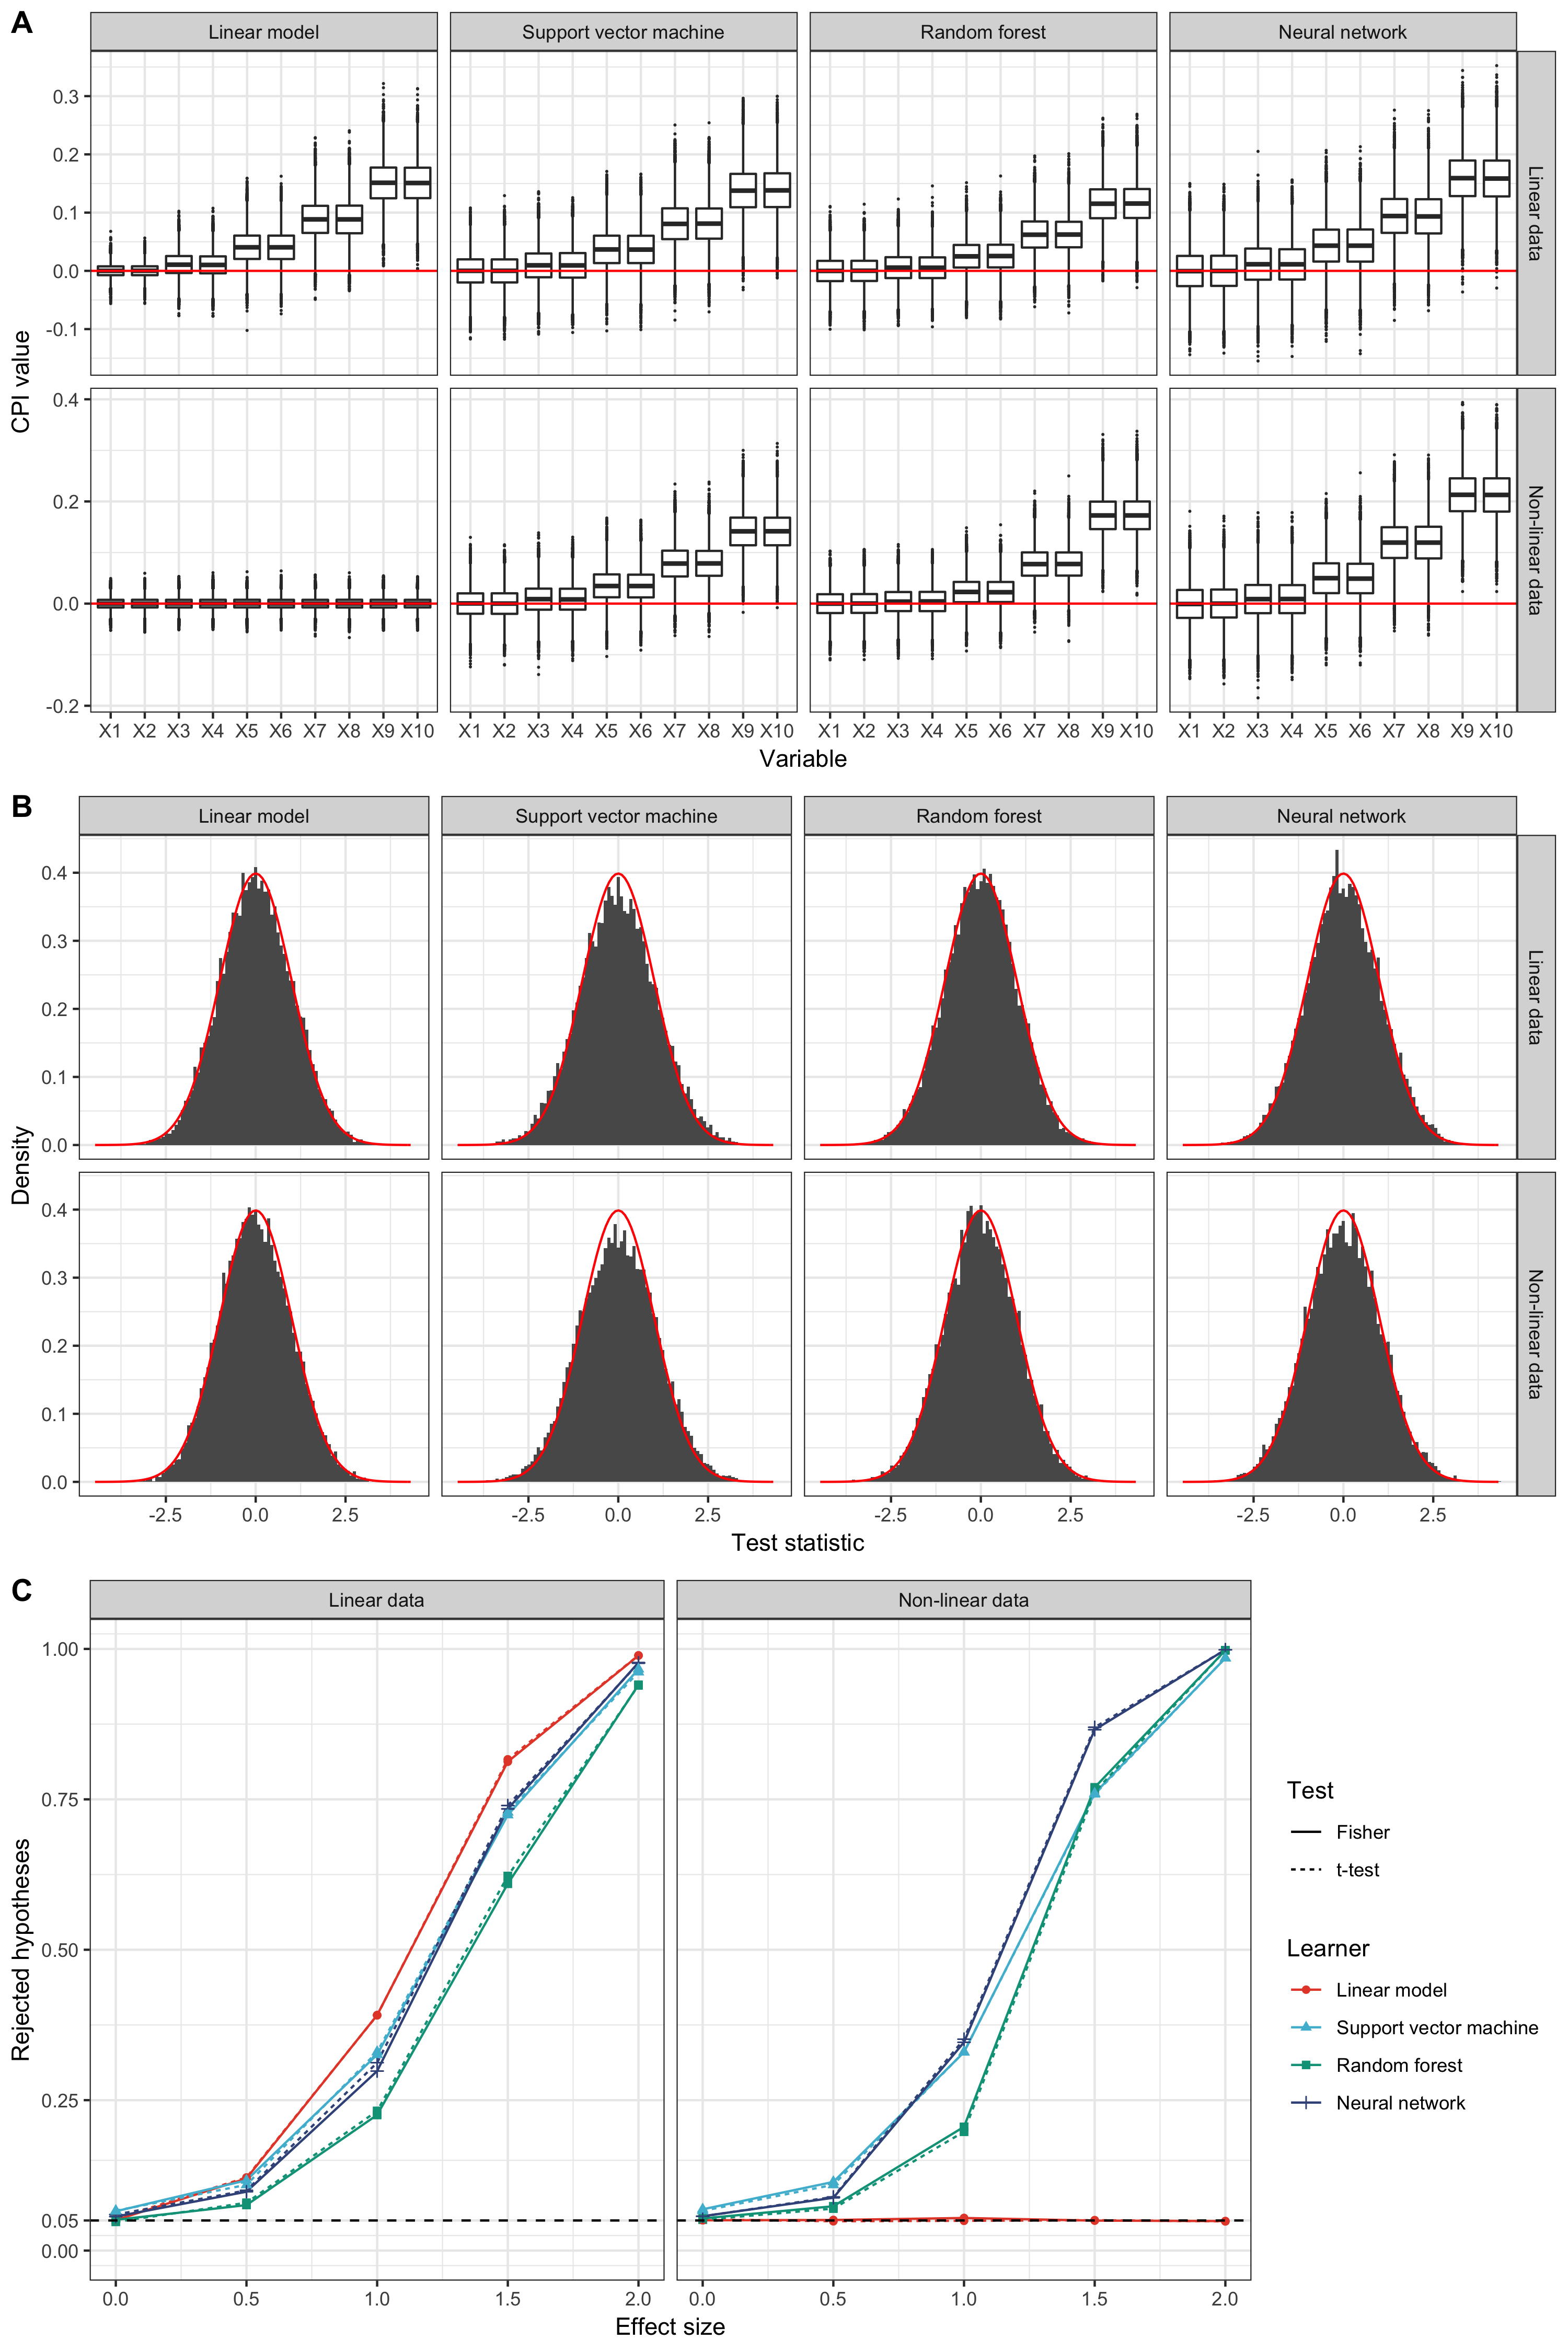 A
Linear model Support vector machine Random forest Neural network
0.3
0.2
0.1
0.0
-0.1
Linear data
CPI value
0.4
0.2
0.0
-0.2
Non-linear data
X1 X2 X3 X4 X5 X6 X7 X8 X9 X10 X1 X2 X3 X4 X5 X6 X7 X8 X9 X10 X1 X2 X3 X4 X5 X6 X7 X8 X9 X10 X1 X2 X3 X4 X5 X6 X7 X8 X9 X10
Variable
B
Linear model Support vector machine Random forest Neural network
0.4
0.3
0.2
0.1
0.0
Linear data
Density
0.4
0.3
0.2
0.1
0.0
Non-linear data
-2.5 0.0 2.5 -2.5 0.0 2.5 -2.5 0.0 2.5 -2.5 0.0 2.5
Test statistic
C
Linear data Non-linear data
1.00
0.75
0.50
0.25
0.05
0.00
Rejected hypotheses
0.0 0.5 1.0 1.5 2.0 0.0 0.5 1.0 1.5 2.0
Effect size
Test
Fisher
t-test
Learner
Linear model
Support vector machine
Random forest
Neural network